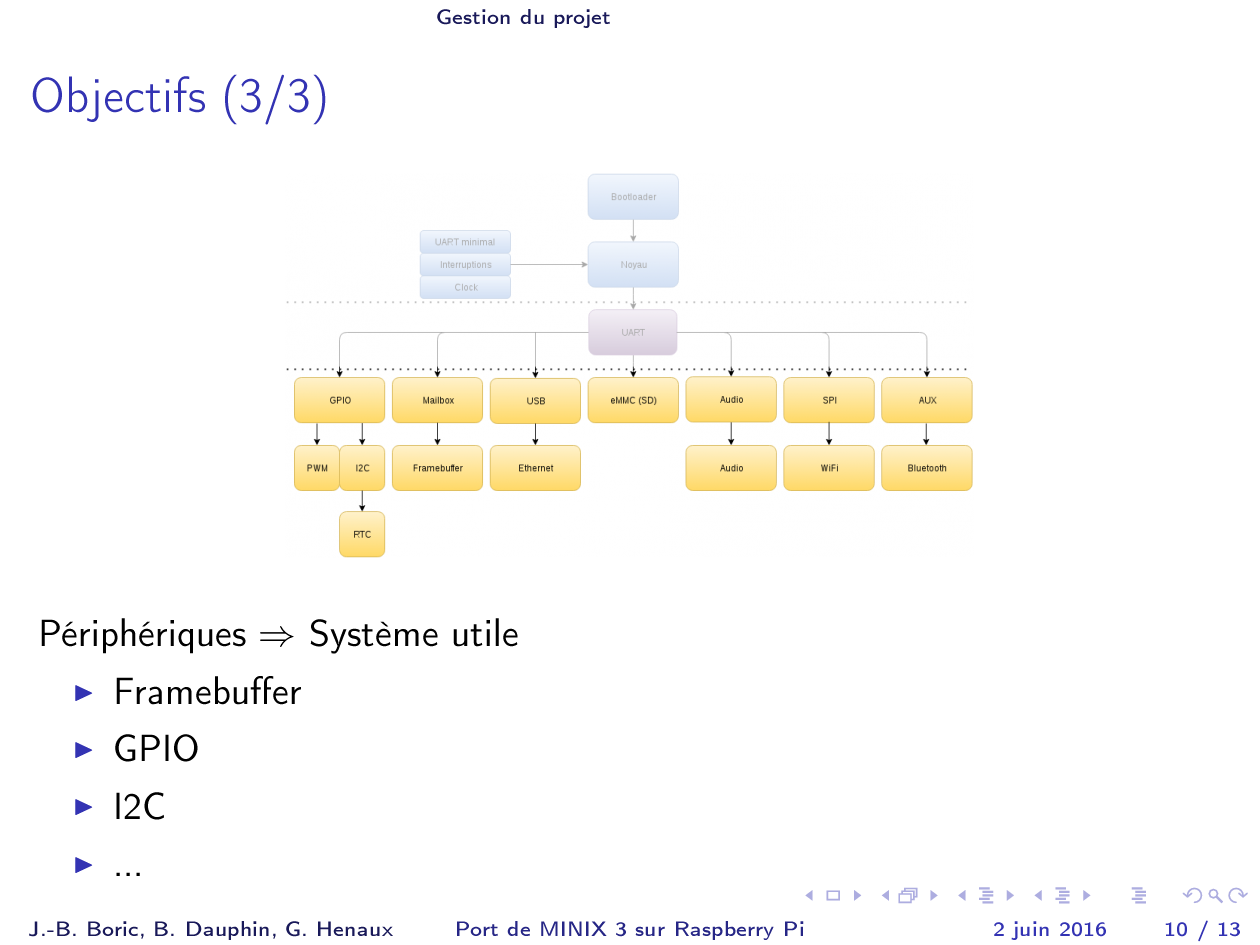 Gestion du projet
Objectifs (3/3)
Bootloader
UART minimal
Interruptions
Noyau
Clock
UART
GPIO
Mailbox
USB
eMMC (SD)
Audio
SPI
AUX
PWM
I2C
Framebuffer
Ethernet
Audio
WiFi
Bluetooth
RTC
Périphériques ⇒ Système utile
Framebuffer
GPIO
I2C
...
J.-B. Boric, B. Dauphin, G. Henaux Port de MINIX 3 sur Raspberry Pi 2 juin 2016 10 / 13